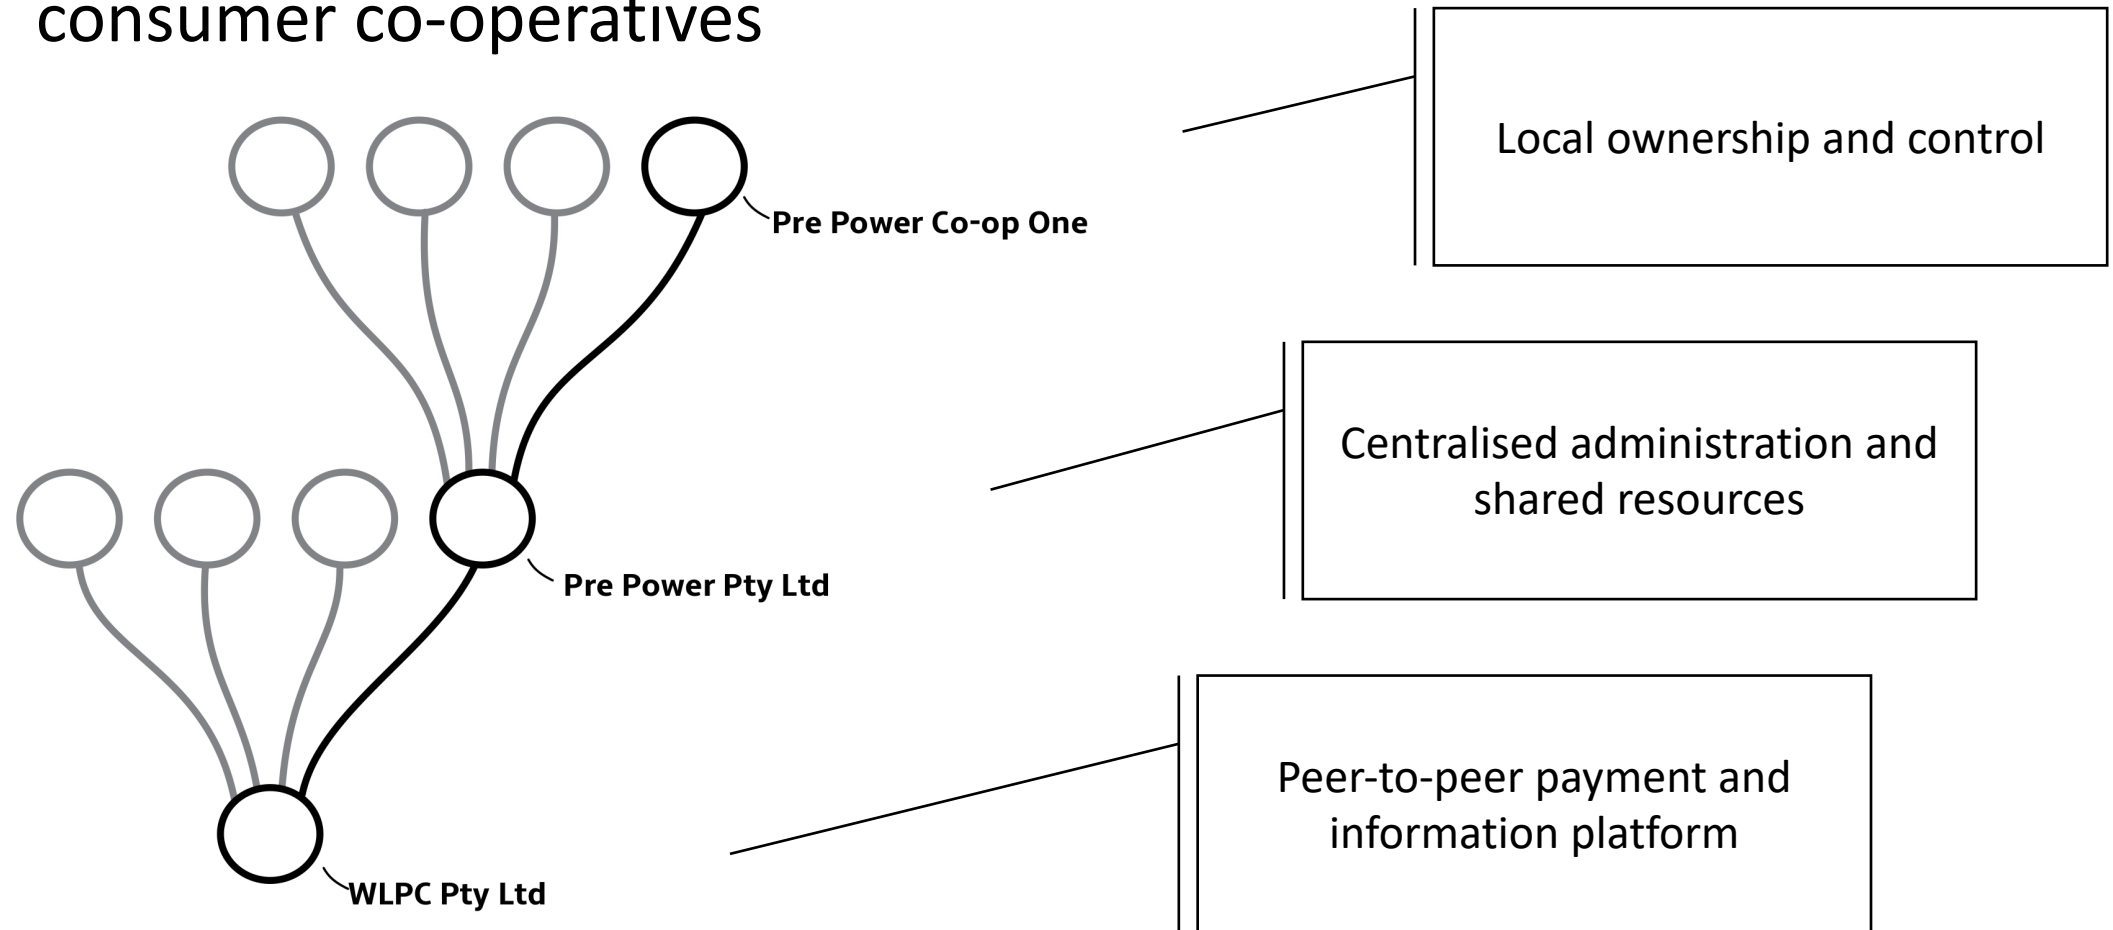 consumer co-operatives
Local ownership and control
Pre Power Co-op One
Centralised administration and
shared resources
Pre Power Pty Ltd
Peer-to-peer payment and
information platform
WLPC Pty Ltd